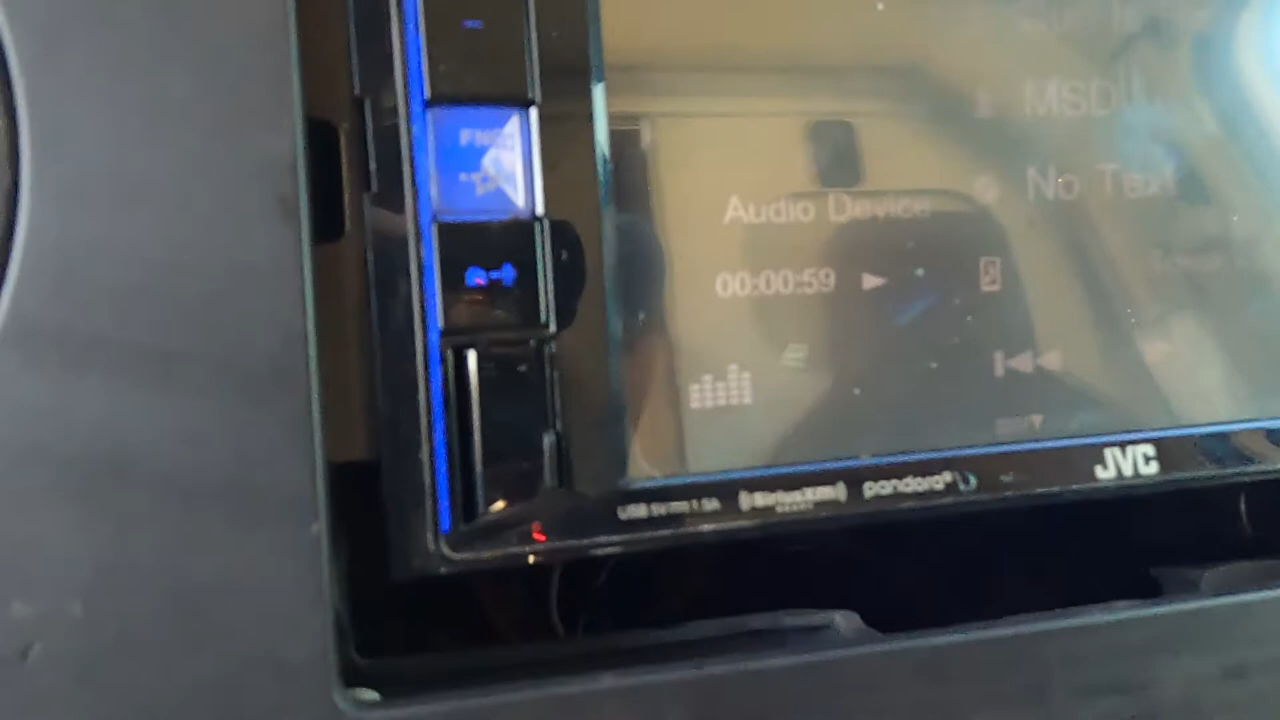 MSD
No Text
Audio Device
00:00:59
USB 5V 1.5A
SiriusXM
pandora
JVC